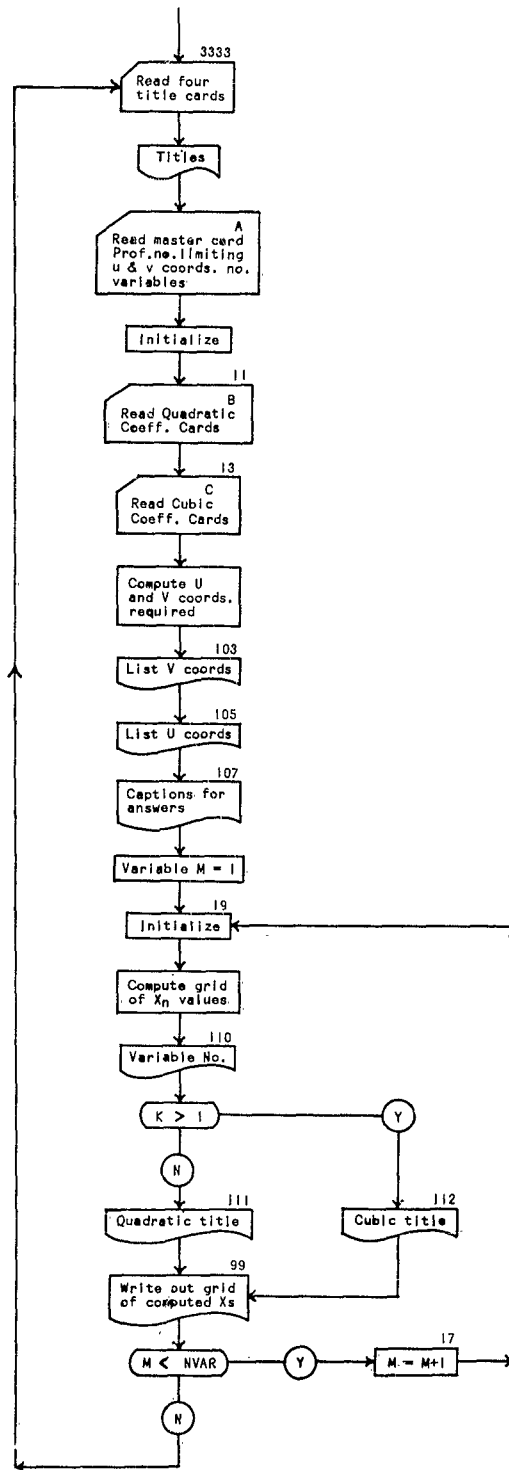 3333
Read four
title cards
Titles
A
Read master card
Prof.no.limiting
u & v coords. no.
variables
Initialize
11
B
Read Quadratic
Coeff. Cards
13
C
Read Cubic
Coeff. Cards
Compute U
and V coords.
required
103
List V coords
105
List U coords
107
Captions for
answers
Variable M = 1
19
Initialize
Compute grid
of Xn values
110
Variable No.
K > 1
Y
N
111
Quadratic title
112
Cubic title
99
Write out grid
of computed Xs
M < NVAR
Y
17
M = M+1
N